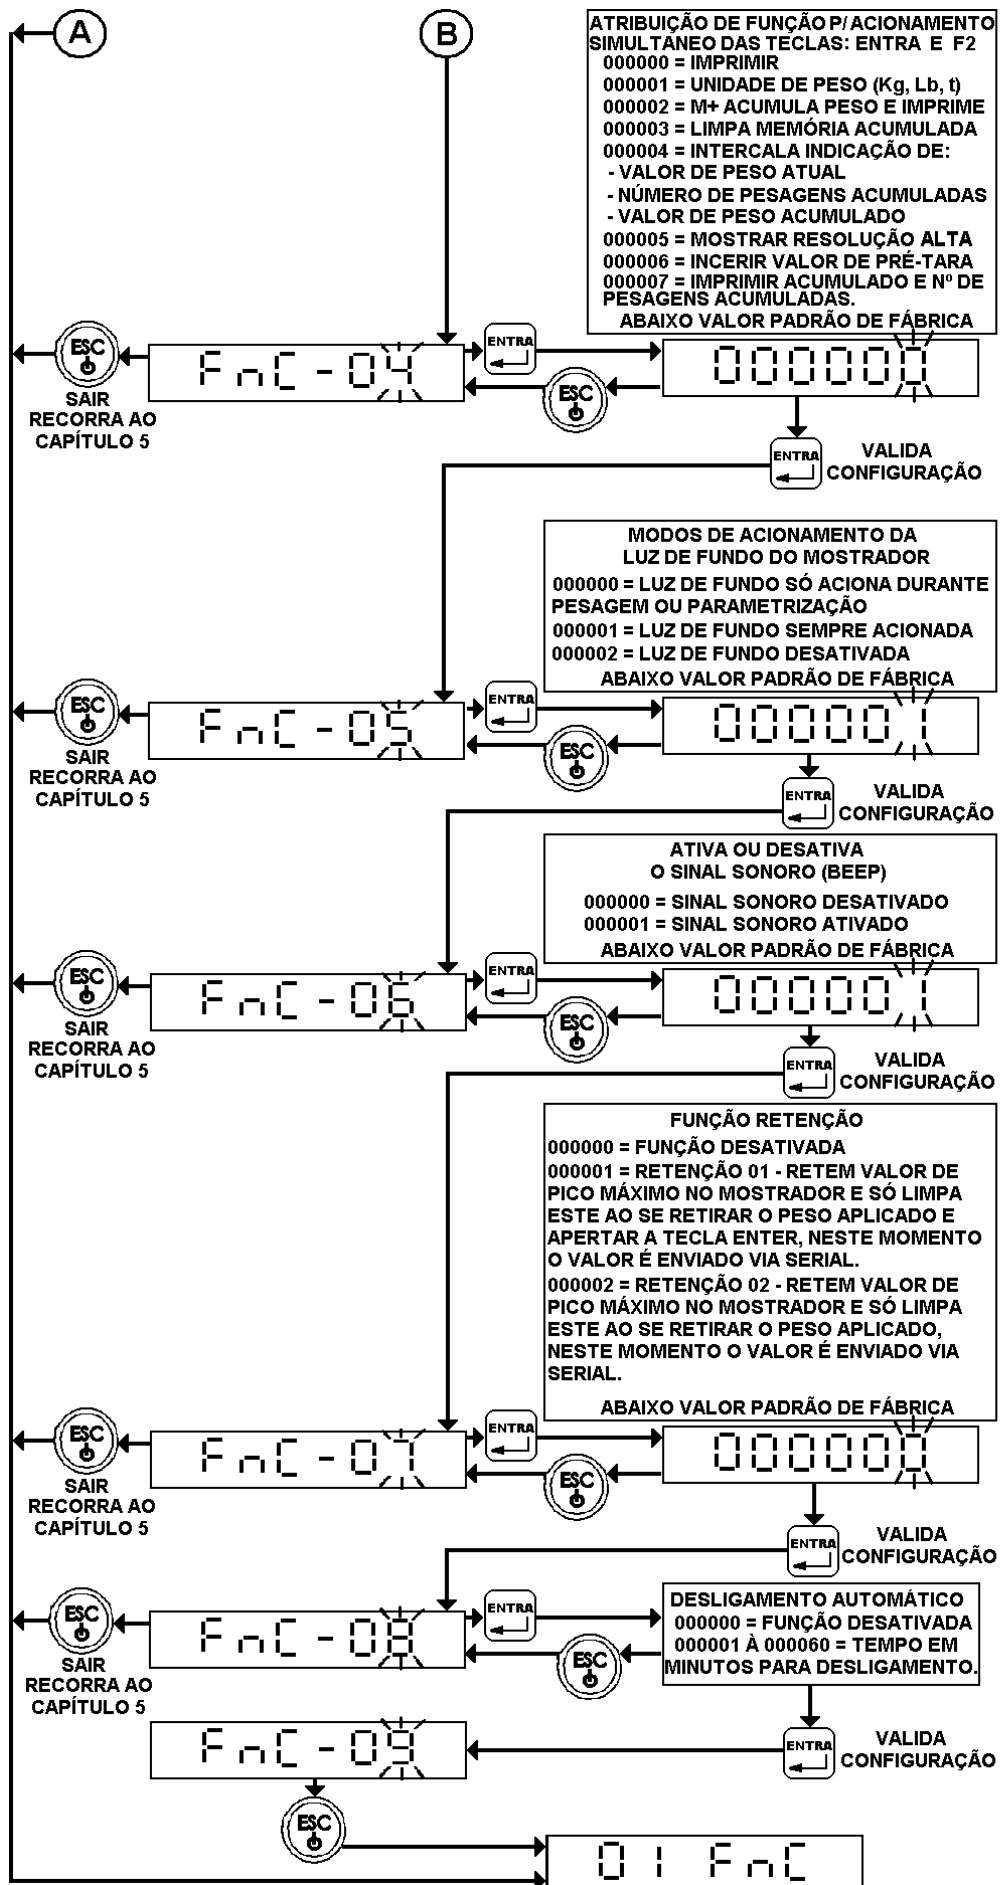 A
B
ATRIBUIÇÃO DE FUNÇÃO P/ ACIONAMENTO
SIMULTANEO DAS TECLAS: ENTRA E F2
000000 = IMPRIMIR
000001 = UNIDADE DE PESO (Kg, Lb, t)
000002 = M+ ACUMULA PESO E IMPRIME
000003 = LIMPA MEMÓRIA ACUMULADA
000004 = INTERCALA INDICAÇÃO DE:
- VALOR DE PESO ATUAL
- NÚMERO DE PESAGENS ACUMULADAS
- VALOR DE PESO ACUMULADO
000005 = MOSTRAR RESOLUÇÃO ALTA
000006 = INCERIR VALOR DE PRÉ-TARA
000007 = IMPRIMIR ACUMULADO E Nº DE
PESAGENS ACUMULADAS.
ABAIXO VALOR PADRÃO DE FÁBRICA
ESC
SAIR
RECORRA AO
CAPÍTULO 5
FnC-04
ENTRA
ESC
000000
ENTRA
VALIDA
CONFIGURAÇÃO
MODOS DE ACIONAMENTO DA
LUZ DE FUNDO DO MOSTRADOR
000000 = LUZ DE FUNDO SÓ ACIONA DURANTE
PESAGEM OU PARAMETRIZAÇÃO
000001 = LUZ DE FUNDO SEMPRE ACIONADA
000002 = LUZ DE FUNDO DESATIVADA
ABAIXO VALOR PADRÃO DE FÁBRICA
ESC
SAIR
RECORRA AO
CAPÍTULO 5
FnC-05
ENTRA
ESC
000001
ENTRA
VALIDA
CONFIGURAÇÃO
ATIVA OU DESATIVA
O SINAL SONORO (BEEP)
000000 = SINAL SONORO DESATIVADO
000001 = SINAL SONORO ATIVADO
ABAIXO VALOR PADRÃO DE FÁBRICA
ESC
SAIR
RECORRA AO
CAPÍTULO 5
FnC-06
ENTRA
ESC
000001
ENTRA
VALIDA
CONFIGURAÇÃO
FUNÇÃO RETENÇÃO
000000 = FUNÇÃO DESATIVADA
000001 = RETENÇÃO 01 - RETEM VALOR DE
PICO MÁXIMO NO MOSTRADOR E SÓ LIMPA
ESTE AO SE RETIRAR O PESO APLICADO E
APERTAR A TECLA ENTER, NESTE MOMENTO
O VALOR É ENVIADO VIA SERIAL.
000002 = RETENÇÃO 02 - RETEM VALOR DE
PICO MÁXIMO NO MOSTRADOR E SÓ LIMPA
ESTE AO SE RETIRAR O PESO APLICADO,
NESTE MOMENTO O VALOR É ENVIADO VIA
SERIAL.
ABAIXO VALOR PADRÃO DE FÁBRICA
ESC
SAIR
RECORRA AO
CAPÍTULO 5
FnC-07
ENTRA
ESC
000000
ENTRA
VALIDA
CONFIGURAÇÃO
ESC
SAIR
RECORRA AO
CAPÍTULO 5
FnC-08
ENTRA
ESC
DESLIGAMENTO AUTOMÁTICO
000000 = FUNÇÃO DESATIVADA
000001 À 000060 = TEMPO EM
MINUTOS PARA DESLIGAMENTO.
ENTRA
VALIDA
CONFIGURAÇÃO
FnC-09
ESC
01 FnC